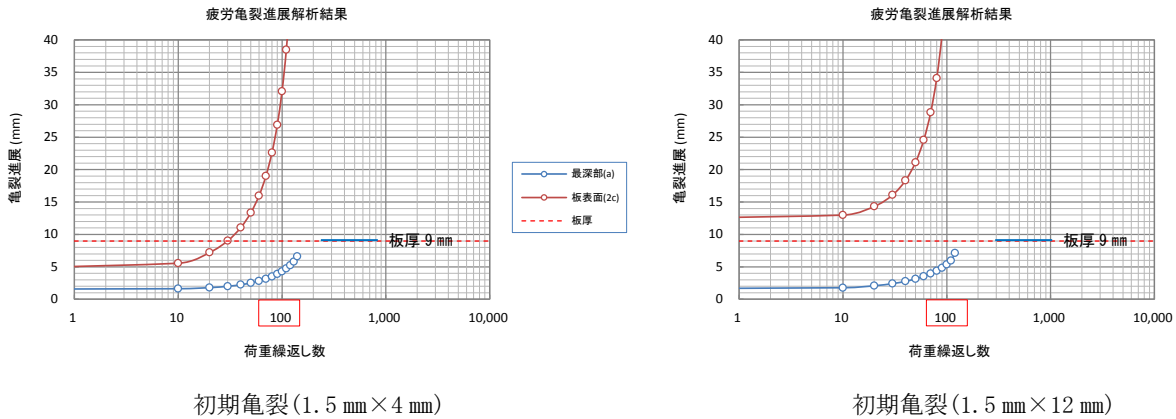 疲労亀裂進展解析結果
亀裂進展(mm)
40
35
30
25
20
15
10
5
0
板厚 9 ㎜
1
10
100
1,000
10,000
荷重繰返し数
初期亀裂(1.5 ㎜×4 ㎜)
最深部(a)
板表面(2c)
板厚
疲労亀裂進展解析結果
亀裂進展(mm)
40
35
30
25
20
15
10
5
0
板厚 9 ㎜
1
10
100
1,000
10,000
荷重繰返し数
初期亀裂(1.5 ㎜×12 ㎜)